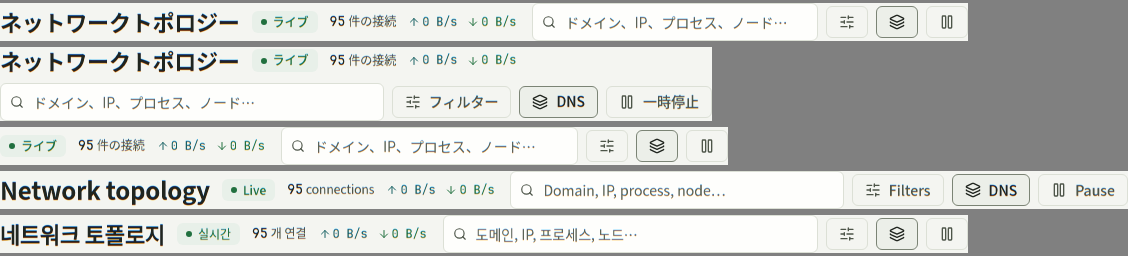 ネットワークトポロジー ライブ 95 件の接続 ↑0 B/s ↓0 B/s ドメイン、IP、プロセス、ノード…
ネットワークトポロジー ライブ 95 件の接続 ↑0 B/s ↓0 B/s
ドメイン、IP、プロセス、ノード… フィルター DNS 一時停止
ライブ 95 件の接続 ↑0 B/s ↓0 B/s ドメイン、IP、プロセス、ノード…
Network topology Live 95 connections ↑0 B/s ↓0 B/s Domain, IP, process, node… Filters DNS Pause
네트워크 토폴로지 실시간 95 개 연결 ↑0 B/s ↓0 B/s 도메인, IP, 프로세스, 노드…